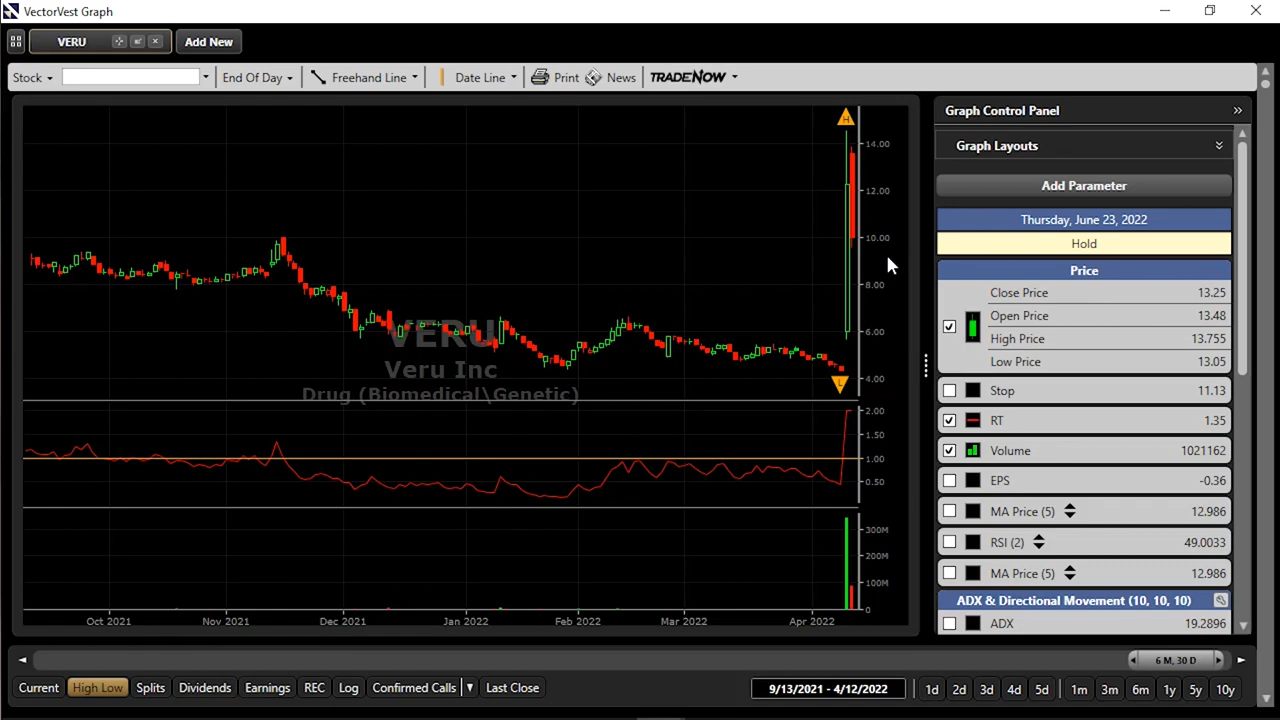 VectorVest Graph
VERU Add New
Stock End Of Day Freehand Line Date Line Print News TRADENOW
H
14.00
12.00
10.00
8.00
6.00
4.00
L
VERU
Veru Inc
Drug (Biomedical\Genetic)
2.00
1.50
1.00
0.50
300M
200M
100M
0
Oct 2021 Nov 2021 Dec 2021 Jan 2022 Feb 2022 Mar 2022 Apr 2022
Graph Control Panel
Graph Layouts
Add Parameter
Thursday, June 23, 2022
Hold
Price
Close Price 13.25
Open Price 13.48
High Price 13.755
Low Price 13.05
Stop 11.13
RT 1.35
Volume 1021162
EPS -0.36
MA Price (5) 12.986
RSI (2) 49.0033
MA Price (5) 12.986
ADX & Directional Movement (10, 10, 10)
ADX 19.2896
6 M, 30 D
Current High Low Splits Dividends Earnings REC Log Confirmed Calls Last Close 9/13/2021 - 4/12/2022 1d 2d 3d 4d 5d 1m 3m 6m 1y 5y 10y